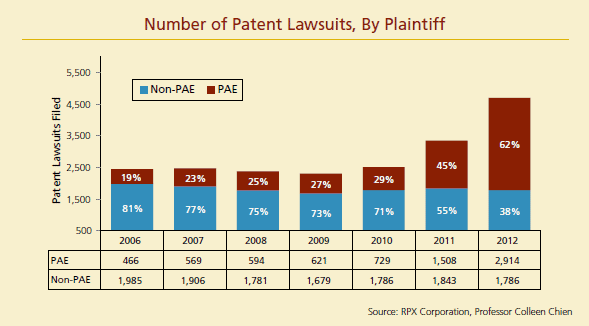 Number of Patent Lawsuits, By Plaintiff
Patent Lawsuits Filed
5,500
4,500
3,500
2,500
1,500
500
Non-PAE PAE
19% 23% 25% 27% 29% 45% 62%
81% 77% 75% 73% 71% 55% 38%
2006 2007 2008 2009 2010 2011 2012
PAE 466 569 594 621 729 1,508 2,914
Non-PAE 1,985 1,906 1,781 1,679 1,786 1,843 1,786
Source: RPX Corporation, Professor Colleen Chien